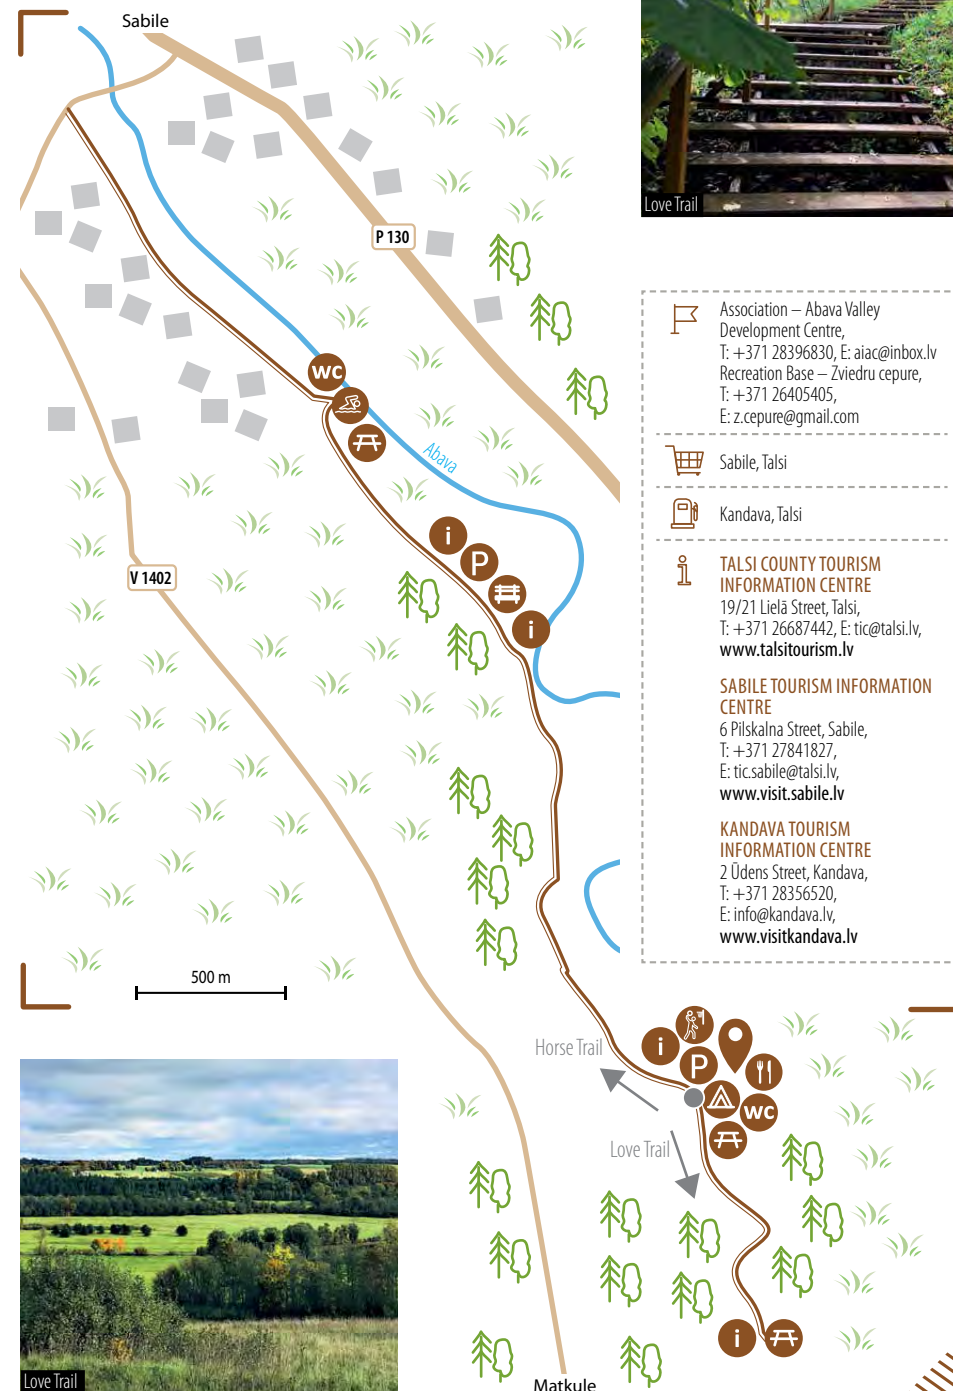 Sabile
Love Trail
P 130
Association – Abava Valley
Development Centre,
T: +371 28396830, E: aiac@inbox.lv
Recreation Base – Zviedru cepure,
T: +371 26405405,
E: z.cepure@gmail.com
WC
Abava
Sabile, Talsi
Kandava, Talsi
i
P
i
V 1402
TALSI COUNTY TOURISM
INFORMATION CENTRE
19/21 Lielā Street, Talsi,
T: +371 26687442, E: tic@talsi.lv,
www.talsitourism.lv
SABILE TOURISM INFORMATION
CENTRE
6 Pilskalna Street, Sabile,
T: +371 27841827,
E: tic.sabile@talsi.lv,
www.visit.sabile.lv
KANDAVA TOURISM
INFORMATION CENTRE
2 Ūdens Street, Kandava,
T: +371 28356520,
E: info@kandava.lv,
www.visitkandava.lv
500 m
Horse Trail
i
P
WC
Love Trail
i
Love Trail
Matkule